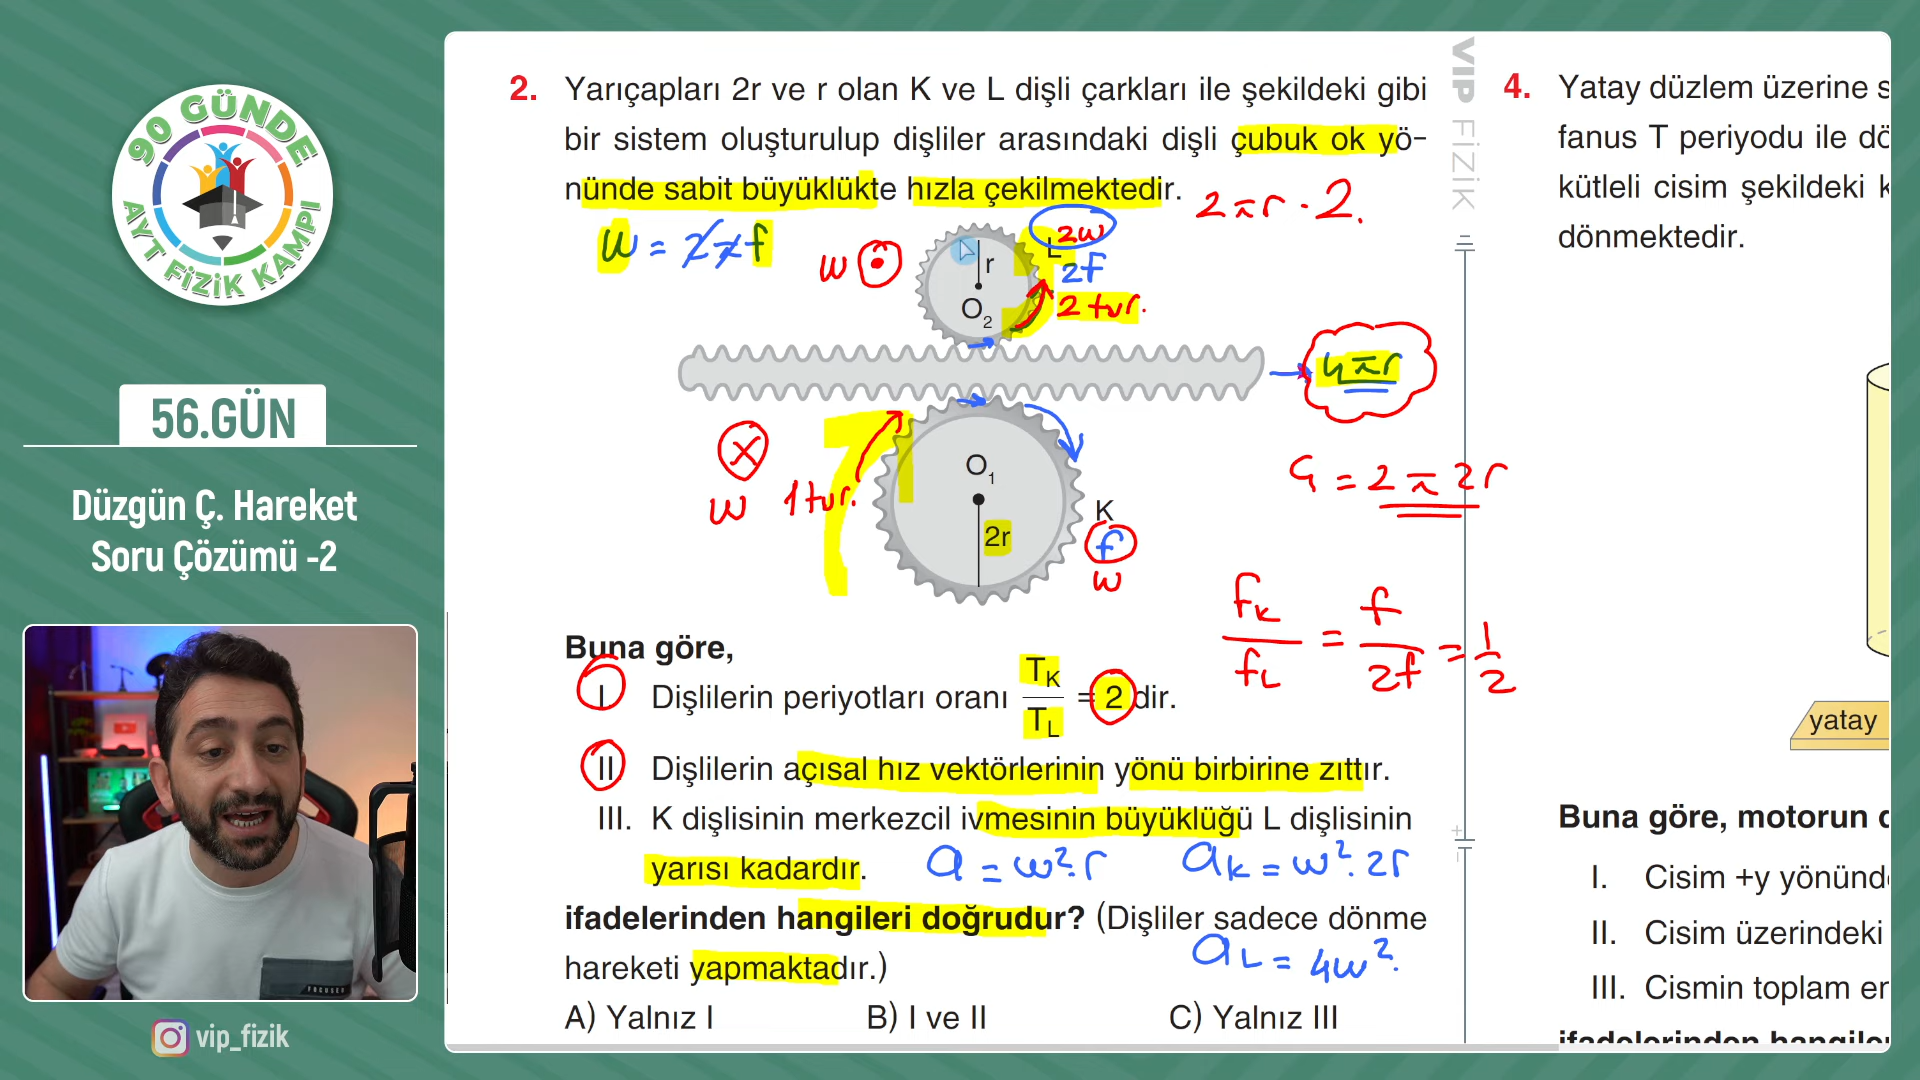 90 GÜNDE
AYT FİZİK KAMPI
56.GÜN
Düzgün Ç. Hareket
Soru Çözümü -2
vip_fizik
2. Yarıçapları 2r ve r olan K ve L dişli çarkları ile şekildeki gibi
bir sistem oluşturulup dişliler arasındaki dişli çubuk ok yö-
nünde sabit büyüklükte hızla çekilmektedir.
2πr · 2.
w = 2πf
w
L
2w
2f
2 tur.
r
O2
4πr
w
1 tur.
O1
2r
K
f
w
Ç = 2π2r
fK/fL = f/2f = 1/2
Buna göre,
I Dişlilerin periyotları oranı TK/TL = 2 dir.
II Dişlilerin açısal hız vektörlerinin yönü birbirine zıttır.
III. K dişlisinin merkezcil ivmesinin büyüklüğü L dişlisinin
yarısı kadardır.
a = w².r
aK = w².2r
ifadelerinden hangileri doğrudur? (Dişliler sadece dönme
hareketi yapmaktadır.)
aL = 4w².
A) Yalnız I B) I ve II C) Yalnız III
VIP FİZİK
4. Yatay düzlem üzerine s
fanus T periyodu ile dö
kütleli cisim şekildeki k
dönmektedir.
yatay
Buna göre, motorun
I. Cisim +y yönünd
II. Cisim üzerindeki
III. Cismin toplam er
ifadelerinden hangile